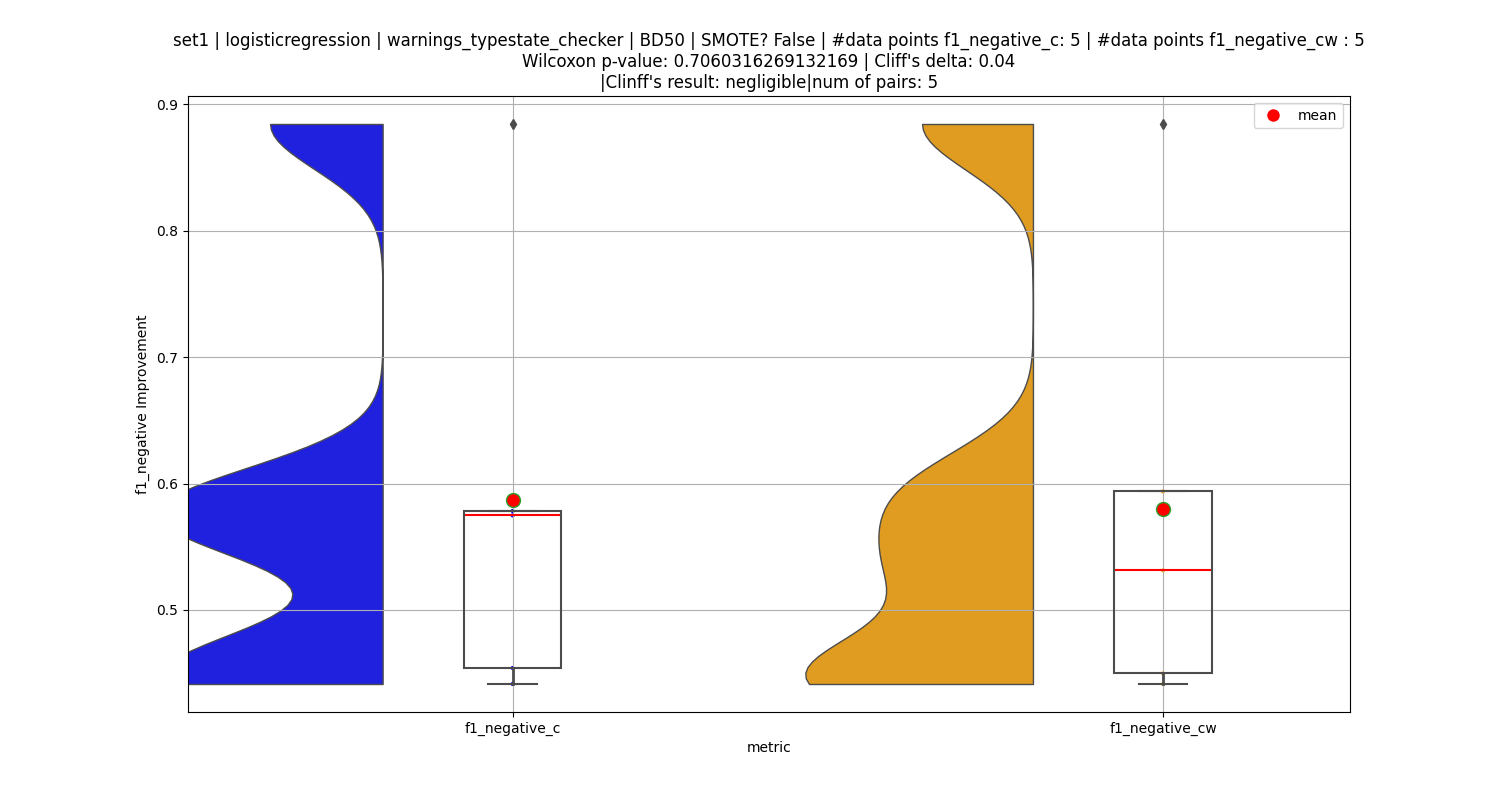 set1 | logisticregression | warnings_typestate_checker | BD50 | SMOTE? False | #data points f1_negative_c: 5 | #data points f1_negative_cw : 5
Wilcoxon p-value: 0.7060316269132169 | Cliff's delta: 0.04
|Clinff's result: negligible|num of pairs: 5
mean
0.9
0.8
0.7
0.6
0.5
f1_negative Improvement
f1_negative_c
f1_negative_cw
metric